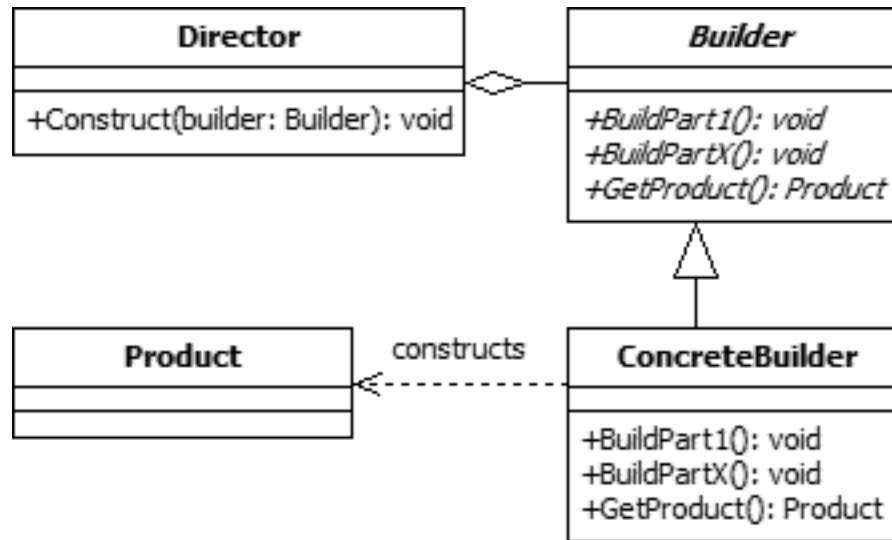 Director
+Construct(builder: Builder): void
Builder
+BuildPart1(): void
+BuildPartX(): void
+GetProduct(): Product
Product
constructs
ConcreteBuilder
+BuildPart1(): void
+BuildPartX(): void
+GetProduct(): Product